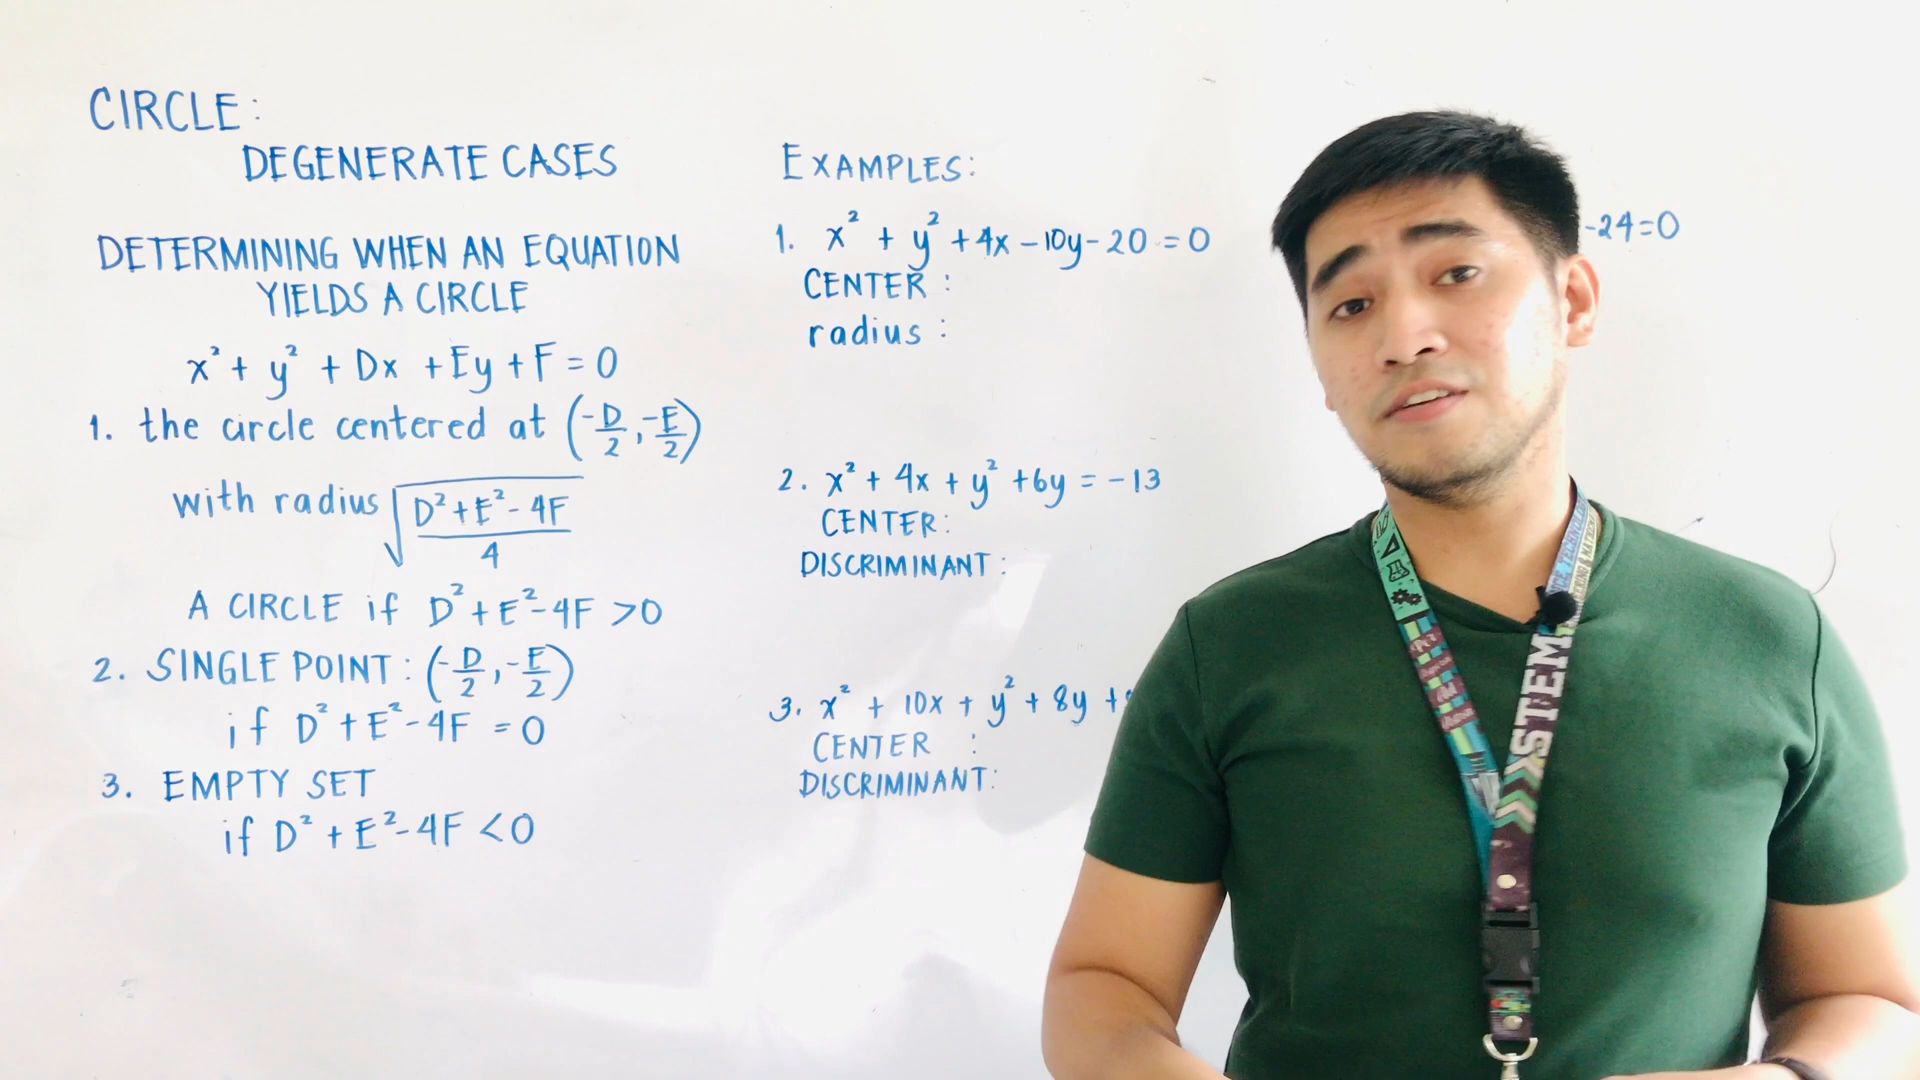 CIRCLE:
DEGENERATE CASES
DETERMINING WHEN AN EQUATION
YIELDS A CIRCLE
x² + y² + Dx + Ey + F = 0
1. the circle centered at (-D/2, -E/2)
with radius √((D² + E² - 4F)/4)
A CIRCLE if D² + E² - 4F > 0
2. SINGLE POINT: (-D/2, -E/2)
if D² + E² - 4F = 0
3. EMPTY SET
if D² + E² - 4F < 0
EXAMPLES:
1. x² + y² + 4x - 10y - 20 = 0
CENTER:
radius:
2. x² + 4x + y² + 6y = -13
CENTER:
DISCRIMINANT:
3. x² + 10x + y² + 8y +
CENTER :
DISCRIMINANT:
-24=0
STEM